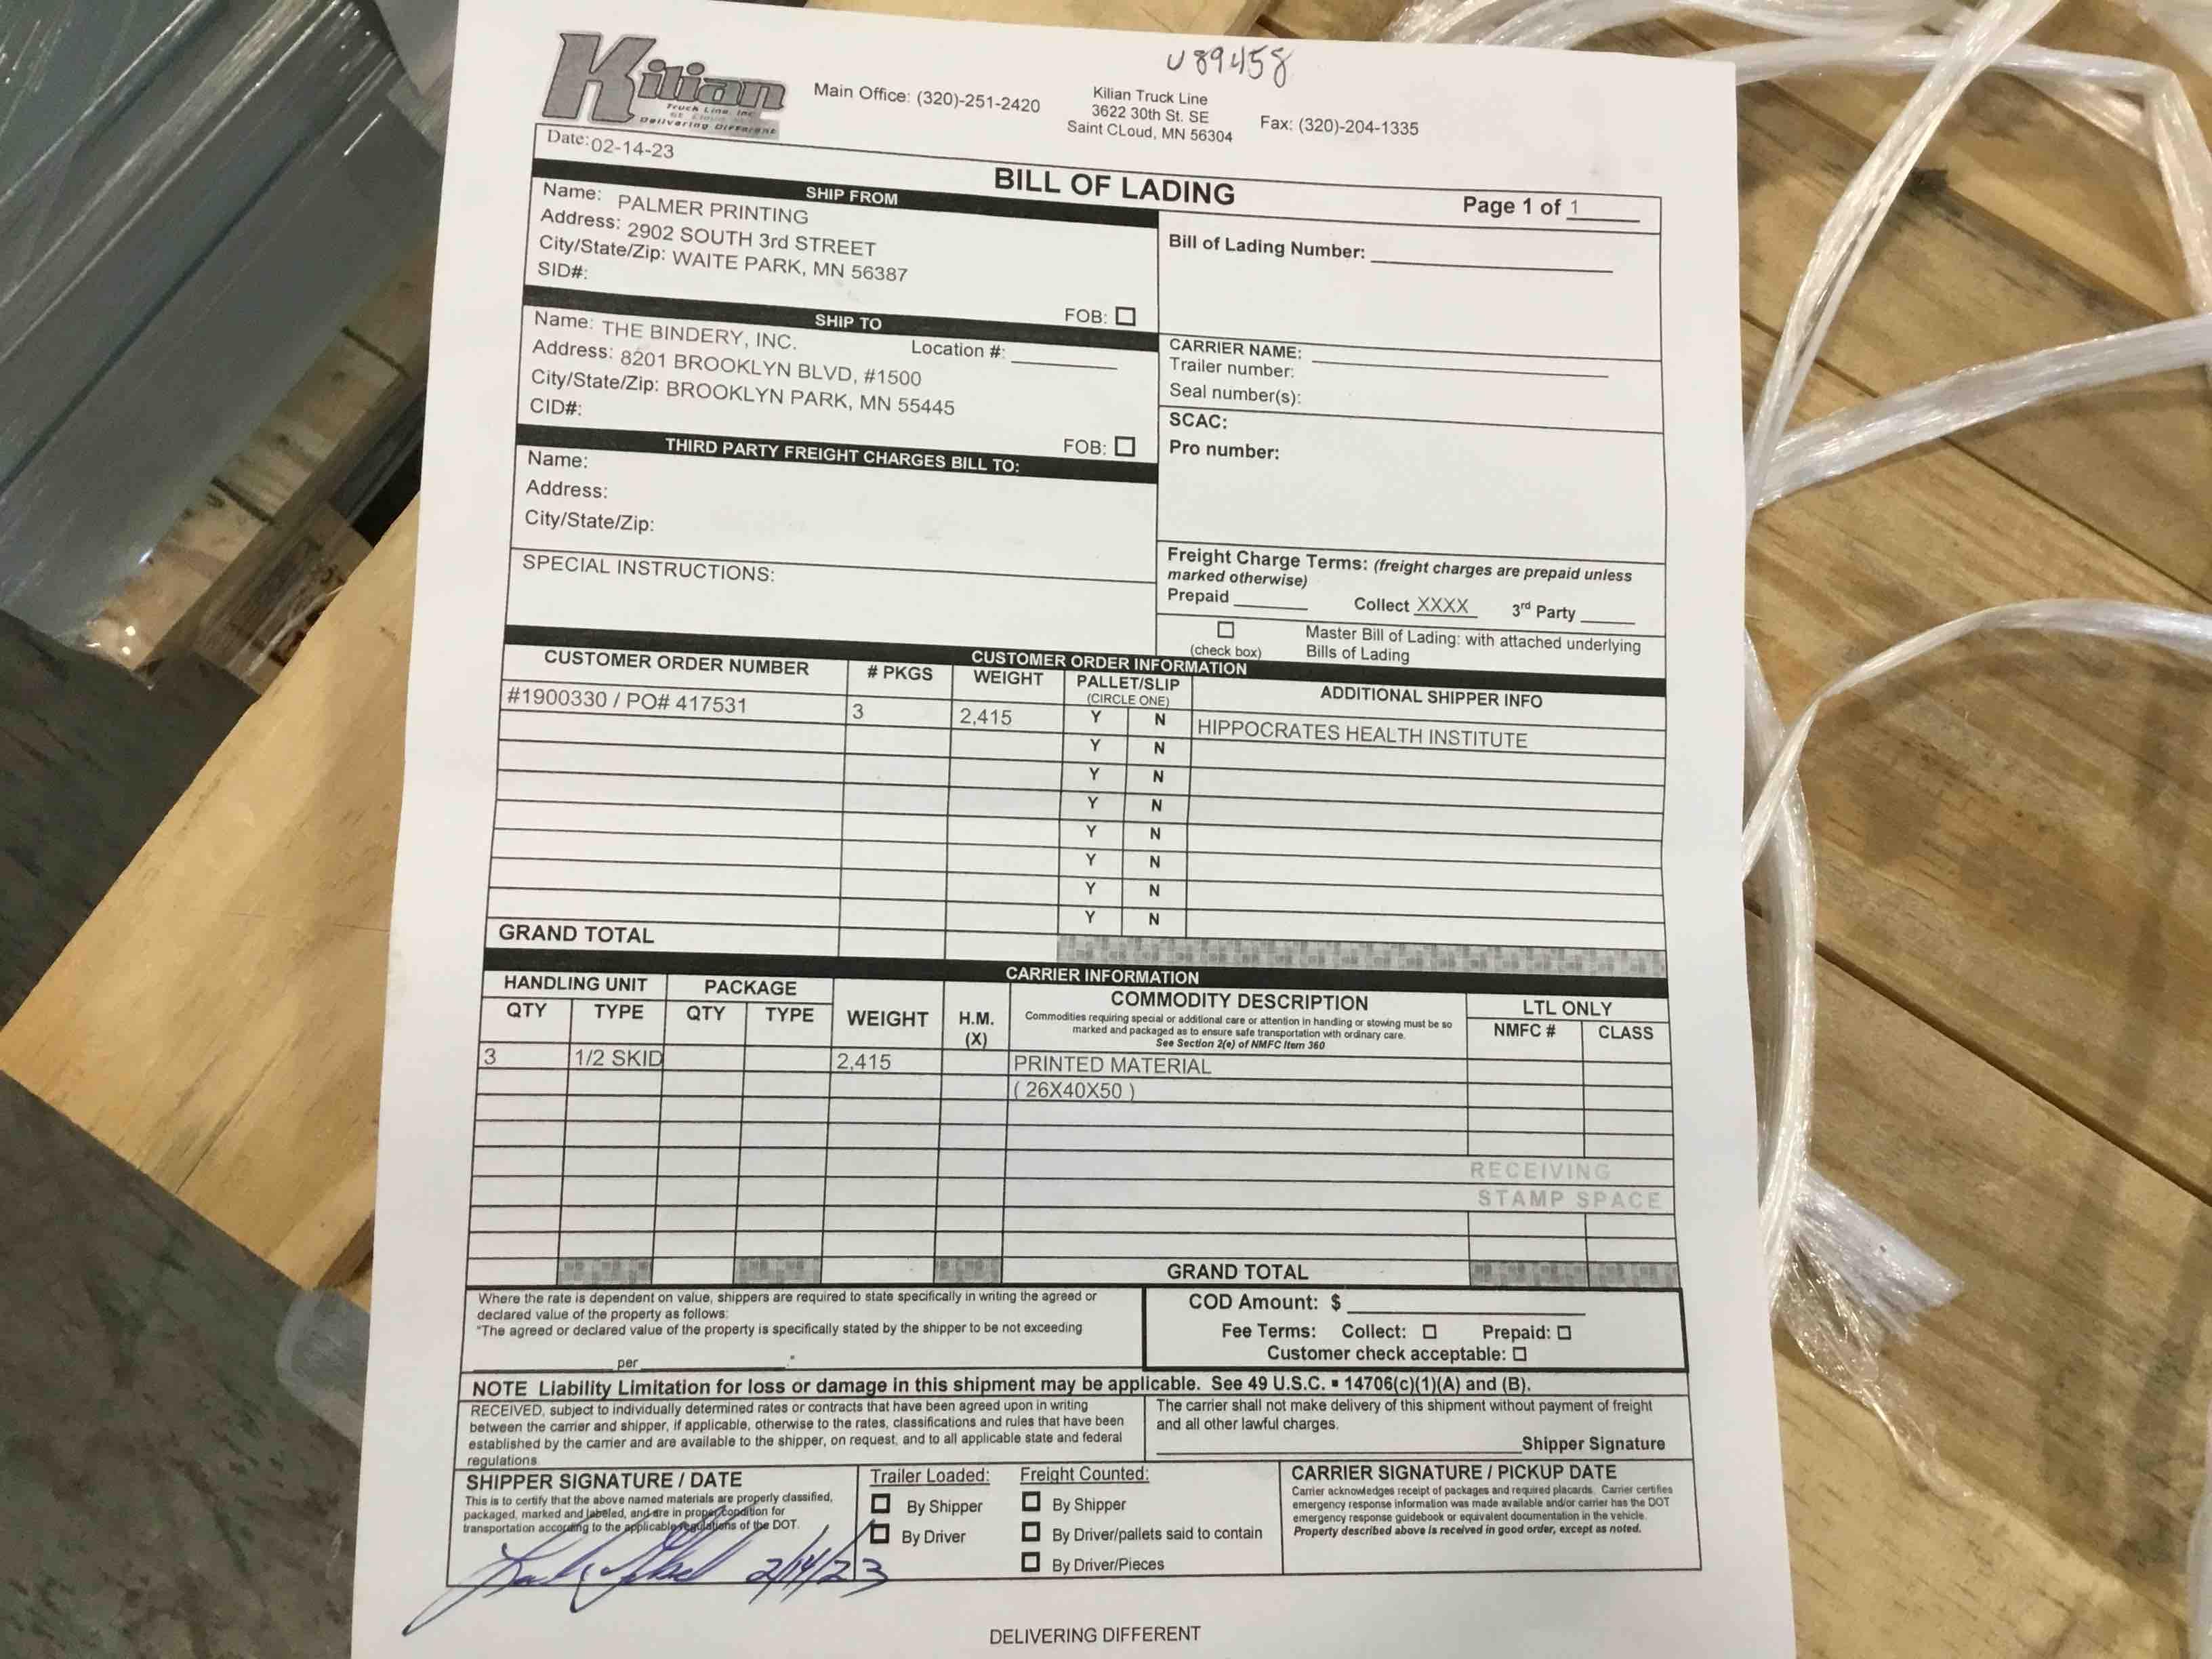 U89458
Kilian
Truck Line, Inc.
Delivering Different
Main Office: (320)-251-2420
Kilian Truck Line
3622 30th St. SE
Saint CLoud, MN 56304
Fax: (320)-204-1335
Date: 02-14-23
BILL OF LADING
Page 1 of 1
SHIP FROM
Name: PALMER PRINTING
Address: 2902 SOUTH 3rd STREET
City/State/Zip: WAITE PARK, MN 56387
SID#:
FOB:
Bill of Lading Number:
SHIP TO
Name: THE BINDERY, INC.
Location #:
Address: 8201 BROOKLYN BLVD, #1500
City/State/Zip: BROOKLYN PARK, MN 55445
CID#:
FOB:
CARRIER NAME:
Trailer number:
Seal number(s):
SCAC:
Pro number:
THIRD PARTY FREIGHT CHARGES BILL TO:
Name:
Address:
City/State/Zip:
SPECIAL INSTRUCTIONS:
Freight Charge Terms: (freight charges are prepaid unless
marked otherwise)
Prepaid Collect XXXX 3rd Party
(check box)
Master Bill of Lading: with attached underlying
Bills of Lading
CUSTOMER ORDER INFORMATION
CUSTOMER ORDER NUMBER # PKGS WEIGHT PALLET/SLIP (CIRCLE ONE) ADDITIONAL SHIPPER INFO
#1900330 / PO# 417531 3 2,415 Y N HIPPOCRATES HEALTH INSTITUTE
Y N
Y N
Y N
Y N
Y N
Y N
Y N
GRAND TOTAL
CARRIER INFORMATION
HANDLING UNIT PACKAGE
QTY TYPE QTY TYPE WEIGHT H.M. (X)
COMMODITY DESCRIPTION
Commodities requiring special or additional care or attention in handling or stowing must be so
marked and packaged as to ensure safe transportation with ordinary care.
See Section 2(e) of NMFC Item 360
LTL ONLY
NMFC # CLASS
3 1/2 SKID 2,415 PRINTED MATERIAL
( 26X40X50 )
RECEIVING
STAMP SPACE
GRAND TOTAL
Where the rate is dependent on value, shippers are required to state specifically in writing the agreed or
declared value of the property as follows:
"The agreed or declared value of the property is specifically stated by the shipper to be not exceeding
per ."
COD Amount: $
Fee Terms: Collect: Prepaid:
Customer check acceptable:
NOTE Liability Limitation for loss or damage in this shipment may be applicable. See 49 U.S.C. ▪ 14706(c)(1)(A) and (B).
RECEIVED, subject to individually determined rates or contracts that have been agreed upon in writing
between the carrier and shipper, if applicable, otherwise to the rates, classifications and rules that have been
established by the carrier and are available to the shipper, on request, and to all applicable state and federal
regulations.
The carrier shall not make delivery of this shipment without payment of freight
and all other lawful charges.
Shipper Signature
SHIPPER SIGNATURE / DATE
This is to certify that the above named materials are properly classified,
packaged, marked and labeled, and are in proper condition for
transportation according to the applicable regulations of the DOT.
2/14/23
Trailer Loaded:
By Shipper
By Driver
Freight Counted:
By Shipper
By Driver/pallets said to contain
By Driver/Pieces
CARRIER SIGNATURE / PICKUP DATE
Carrier acknowledges receipt of packages and required placards. Carrier certifies
emergency response information was made available and/or carrier has the DOT
emergency response guidebook or equivalent documentation in the vehicle.
Property described above is received in good order, except as noted.
DELIVERING DIFFERENT